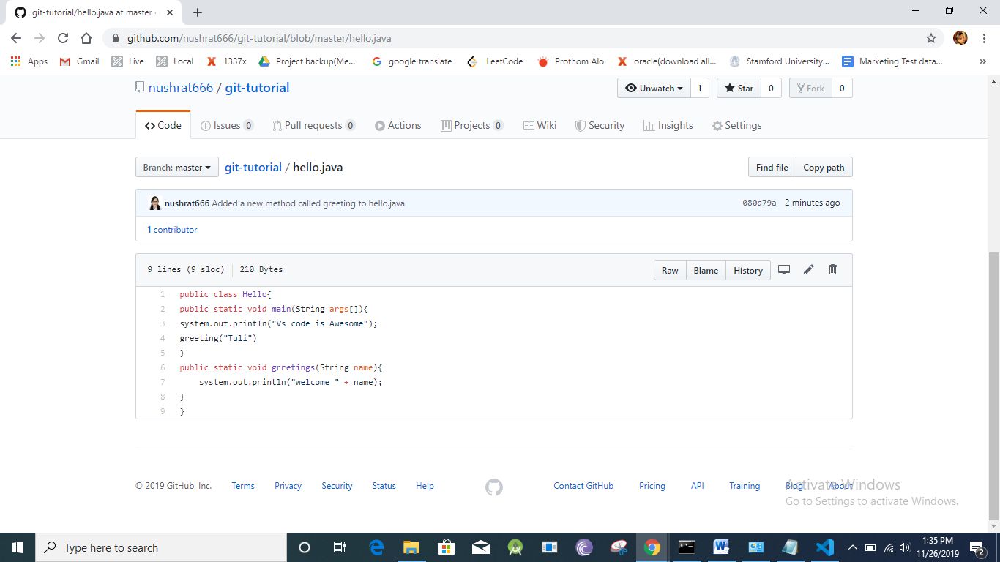 git-tutorial/hello.java at master ·
github.com/nushrat666/git-tutorial/blob/master/hello.java
Apps Gmail Live Local 1337x Project backup(Me... google translate LeetCode Prothom Alo oracle(download all... Stamford University... Marketing Test data... »
nushrat666 / git-tutorial Unwatch 1 Star 0 Fork 0
<> Code Issues 0 Pull requests 0 Actions Projects 0 Wiki Security Insights Settings
Branch: master git-tutorial / hello.java Find file Copy path
nushrat666 Added a new method called greeting to hello.java 080d79a 2 minutes ago
1 contributor
9 lines (9 sloc) 210 Bytes Raw Blame History
1 public class Hello{
2 public static void main(String args[]){
3 system.out.println("Vs code is Awesome");
4 greeting("Tuli")
5 }
6 public static void grretings(String name){
7 system.out.println("welcome " + name);
8 }
9 }
© 2019 GitHub, Inc. Terms Privacy Security Status Help Contact GitHub Pricing API Training Blog About
Activate Windows
Go to Settings to activate Windows.
Type here to search 1:35 PM
11/26/2019 2